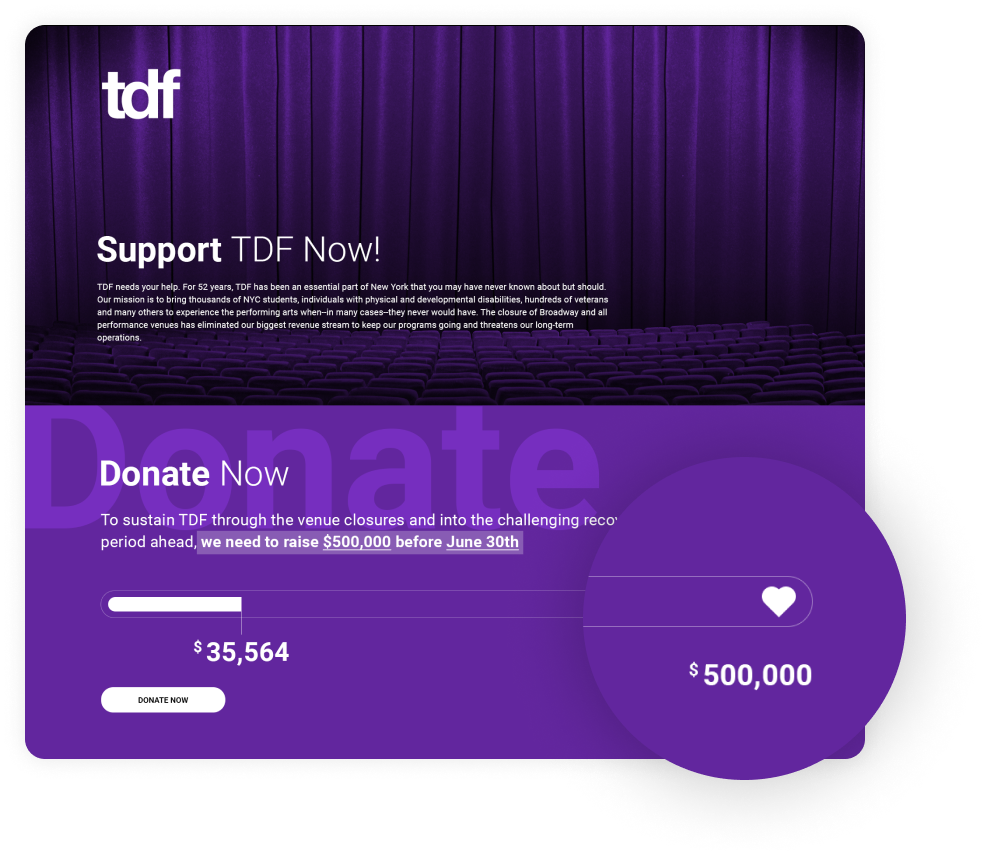 tdf
Support TDF Now!
TDF needs your help. For 52 years, TDF has been an essential part of New York that you may have never known about but should.
Our mission is to bring thousands of NYC students, individuals with physical and developmental disabilities, hundreds of veterans
and many others to experience the performing arts when–in many cases–they never would have. The closure of Broadway and all
performance venues has eliminated our biggest revenue stream to keep our programs going and threatens our long-term
operations.
Donate
Donate Now
To sustain TDF through the venue closures and into the challenging
period ahead, we need to raise $500,000 before June 30th
$35,564
$500,000
DONATE NOW